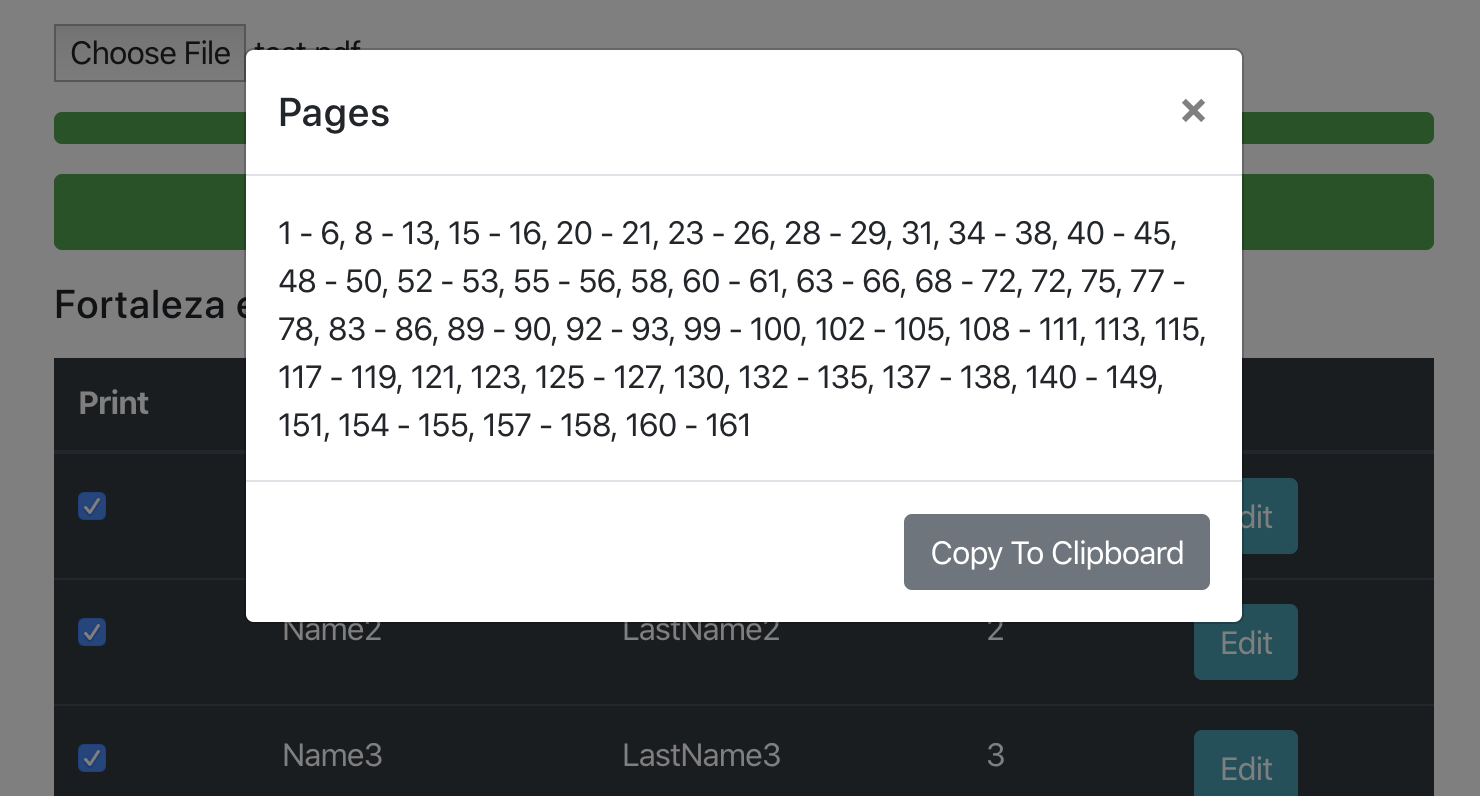 Choose File test.pdf
Pages
×
1 - 6, 8 - 13, 15 - 16, 20 - 21, 23 - 26, 28 - 29, 31, 34 - 38, 40 - 45,
48 - 50, 52 - 53, 55 - 56, 58, 60 - 61, 63 - 66, 68 - 72, 72, 75, 77 -
78, 83 - 86, 89 - 90, 92 - 93, 99 - 100, 102 - 105, 108 - 111, 113, 115,
117 - 119, 121, 123, 125 - 127, 130, 132 - 135, 137 - 138, 140 - 149,
151, 154 - 155, 157 - 158, 160 - 161
Copy To Clipboard
Fortaleza
Print
dit
Name2 LastName2 2 Edit
Name3 LastName3 3 Edit